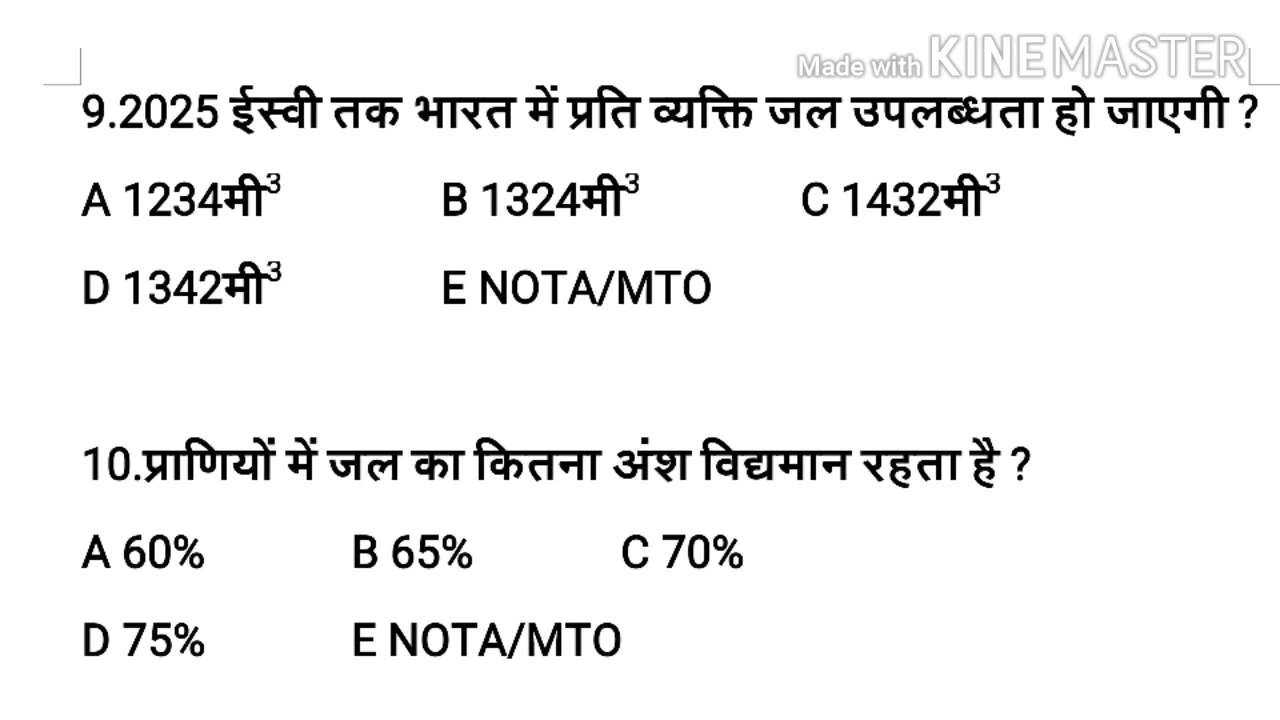 Made with KINEMASTER
9.2025 ईस्वी तक भारत में प्रति व्यक्ति जल उपलब्धता हो जाएगी ?
A 1234मी³ B 1324मी³ C 1432मी³
D 1342मी³ E NOTA/MTO
10.प्राणियों में जल का कितना अंश विद्यमान रहता है ?
A 60% B 65% C 70%
D 75% E NOTA/MTO